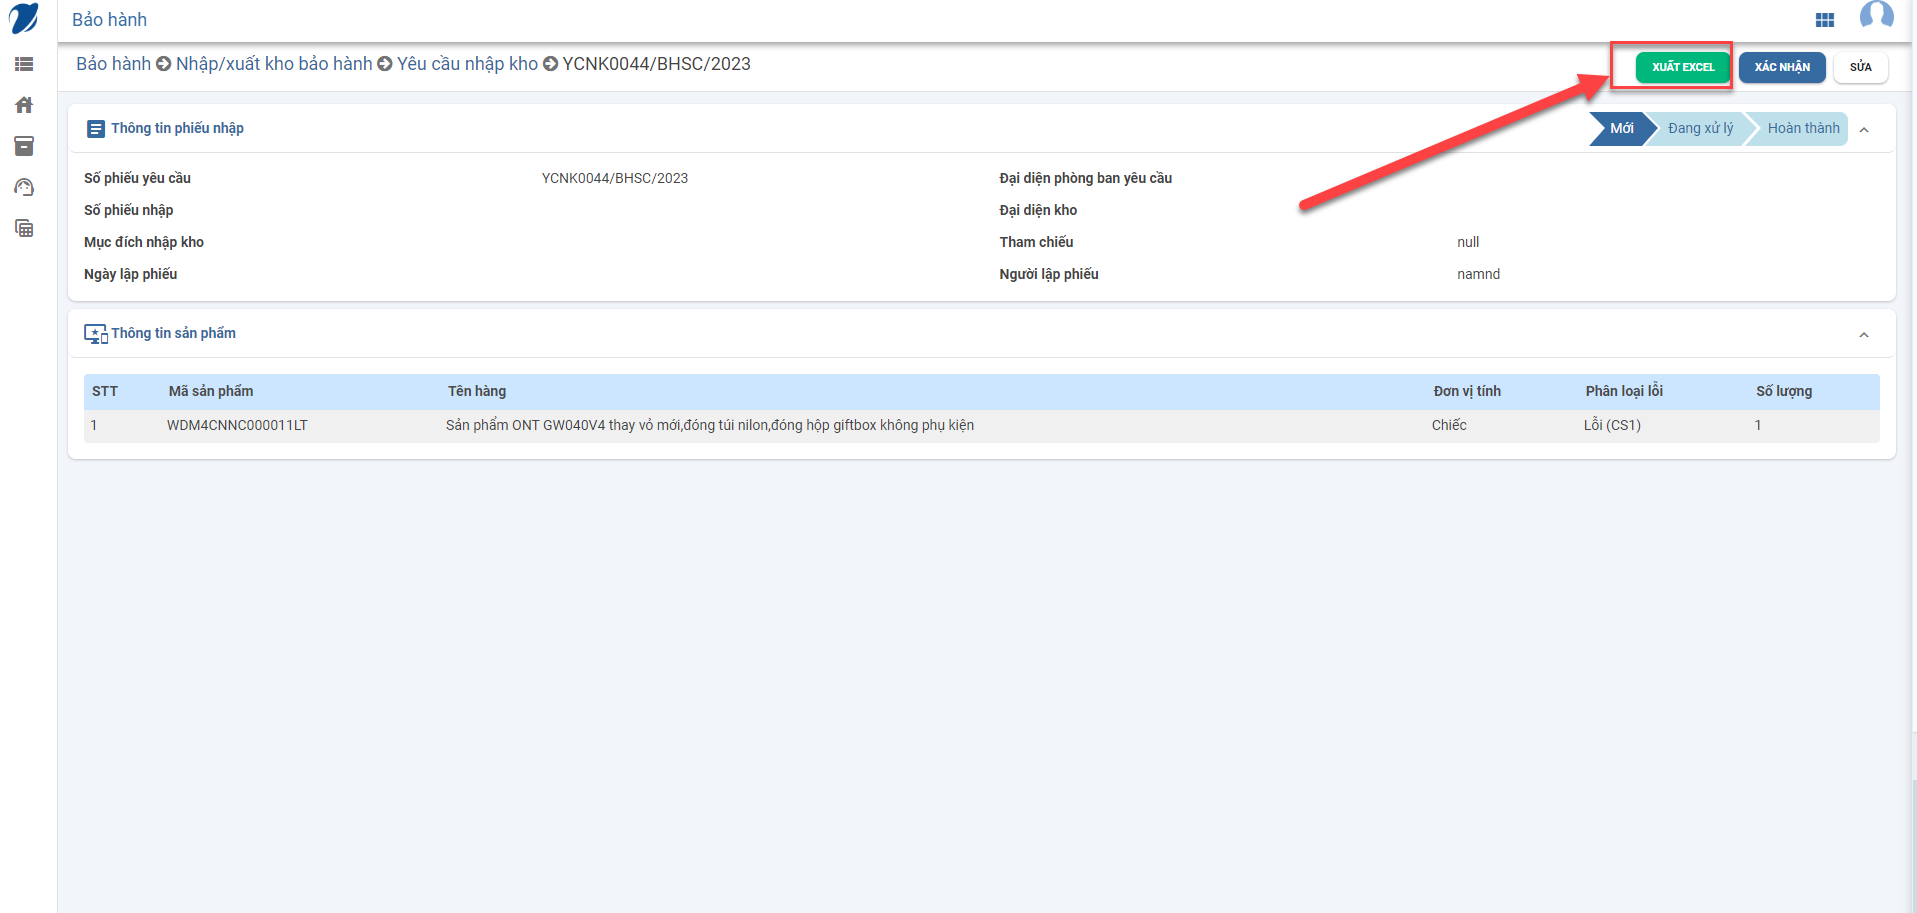 Bảo hành
Bảo hành Nhập/xuất kho bảo hành Yêu cầu nhập kho YCNK0044/BHSC/2023
XUẤT EXCEL XÁC NHẬN SỬA
Thông tin phiếu nhập
Mới Đang xử lý Hoàn thành
Số phiếu yêu cầu YCNK0044/BHSC/2023 Đại diện phòng ban yêu cầu
Số phiếu nhập Đại diện kho
Mục đích nhập kho Tham chiếu null
Ngày lập phiếu Người lập phiếu namnd
Thông tin sản phẩm
STT Mã sản phẩm Tên hàng Đơn vị tính Phân loại lỗi Số lượng
1 WDM4CNNC000011LT Sản phẩm ONT GW040V4 thay vỏ mới,đóng túi nilon,đóng hộp giftbox không phụ kiện Chiếc Lỗi (CS1) 1